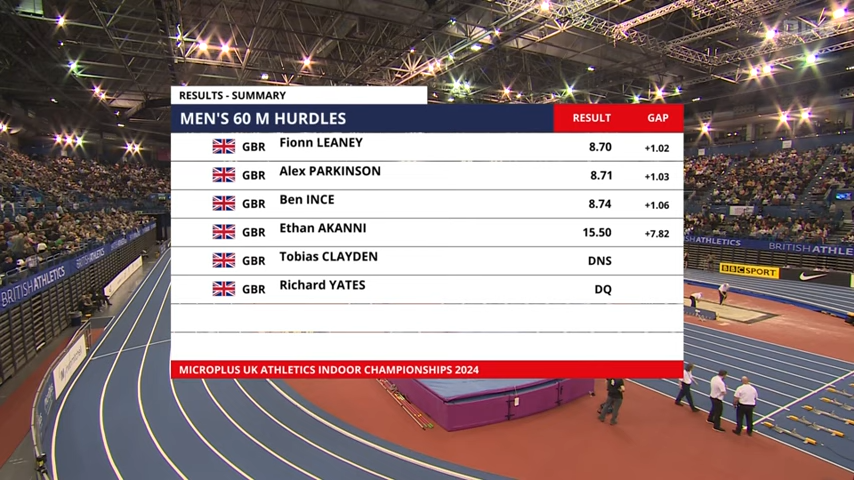 RESULTS - SUMMARY
MEN'S 60 M HURDLES RESULT GAP
GBR Fionn LEANEY 8.70 +1.02
GBR Alex PARKINSON 8.71 +1.03
GBR Ben INCE 8.74 +1.06
GBR Ethan AKANNI 15.50 +7.82
GBR Tobias CLAYDEN DNS
GBR Richard YATES DQ
MICROPLUS UK ATHLETICS INDOOR CHAMPIONSHIPS 2024
BRITISH ATHLETICS
ATHLETICS
BRITISH ATHLETICS
BBC SPORT